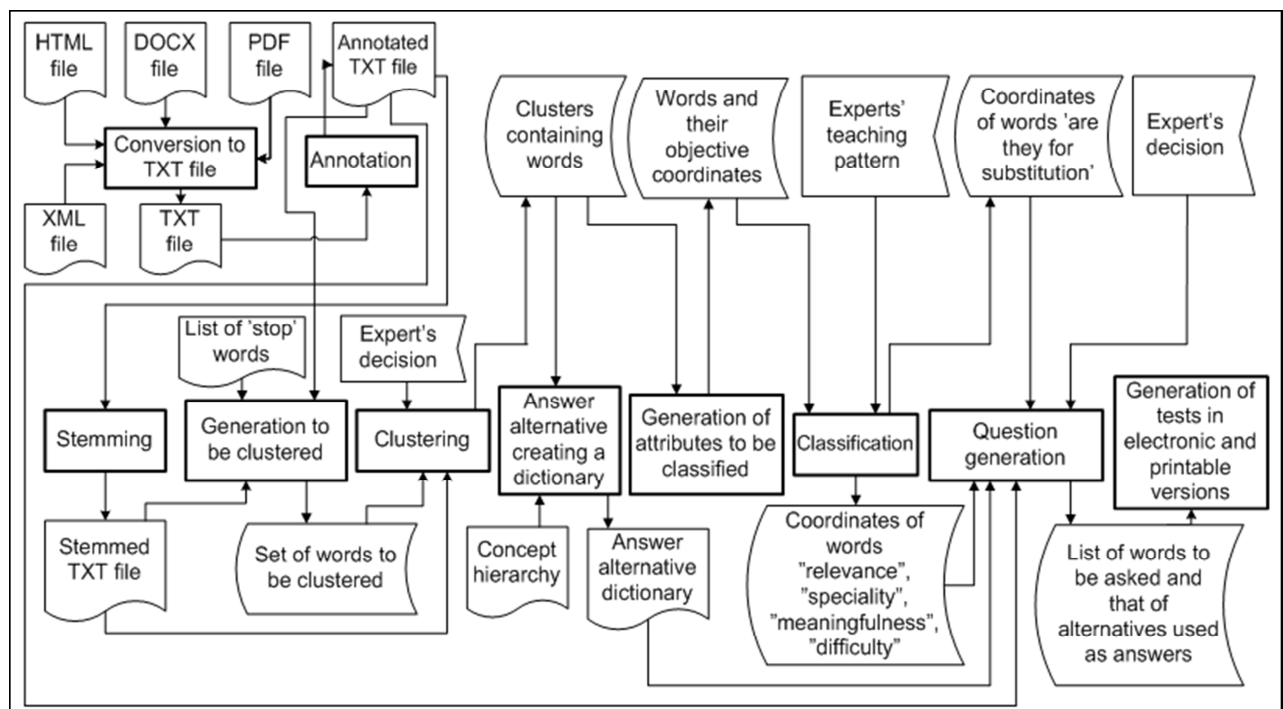 HTML
file
DOCX
file
PDF
file
Annotated
TXT file
Conversion to
TXT file
Annotation
XML
file
TXT
file
Clusters
containing
words
Words and
their
objective
coordinates
Experts'
teaching
pattern
Coordinates
of words 'are
they for
substitution'
Expert's
decision
List of 'stop'
words
Expert's
decision
Stemming
Generation to
be clustered
Clustering
Answer
alternative
creating a
dictionary
Generation of
attributes to be
classified
Classification
Question
generation
Generation of
tests in
electronic and
printable
versions
Stemmed
TXT file
Set of words to
be clustered
Concept
hierarchy
Answer
alternative
dictionary
Coordinates of
words
"relevance",
"speciality",
"meaningfulness",
"difficulty"
List of words to
be asked and
that of
alternatives used
as answers